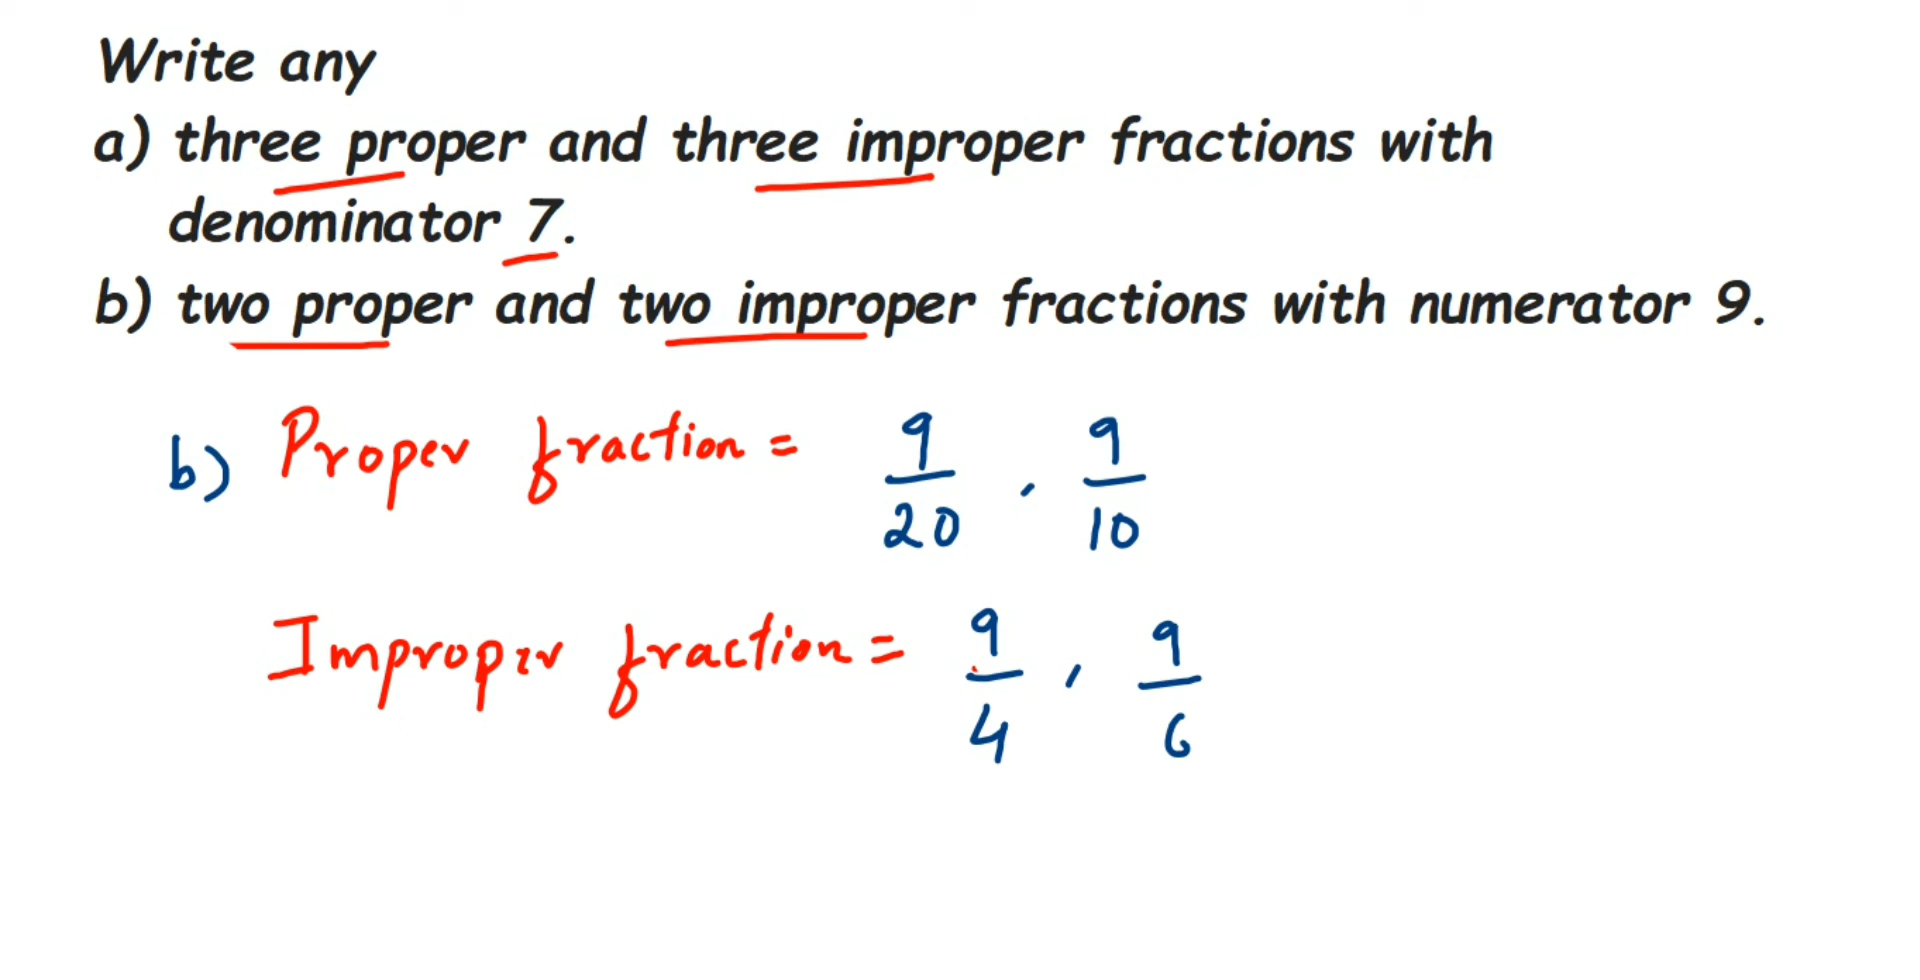 Write any
a) three proper and three improper fractions with
denominator 7.
b) two proper and two improper fractions with numerator 9.
b) Proper fraction = 9/20 , 9/10
Improper fraction = 9/4 , 9/6